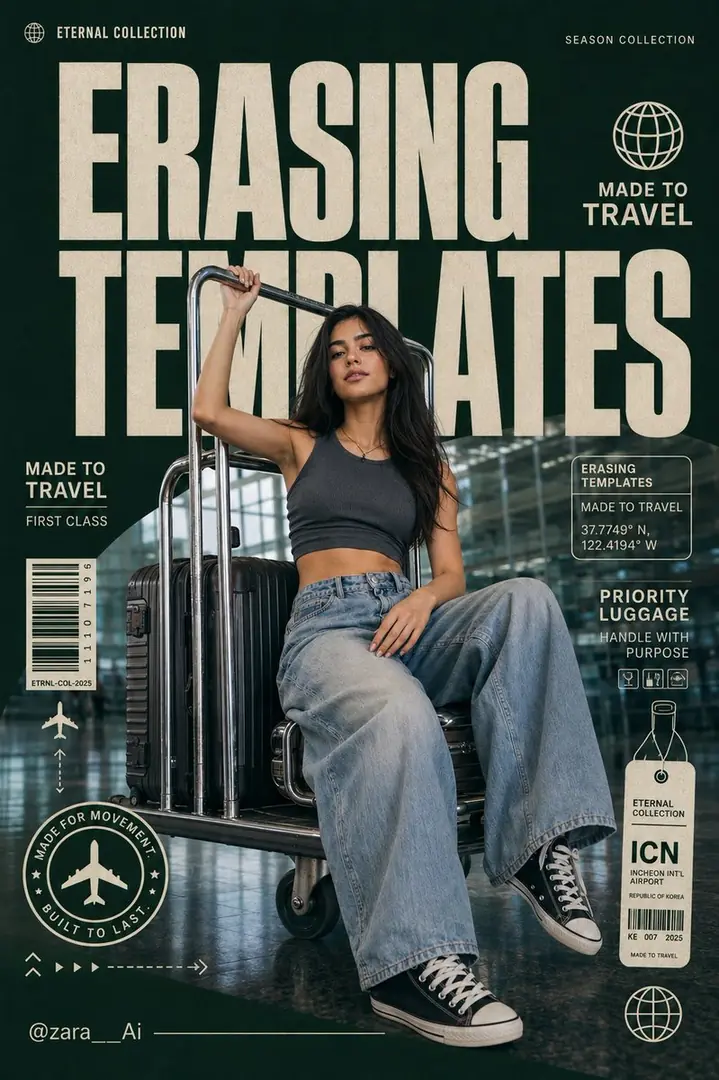 ETERNAL COLLECTION
SEASON COLLECTION
ERASING
TEMPLATES
MADE TO
TRAVEL
MADE TO
TRAVEL
FIRST CLASS
1110 7196
ETRNL-COL-2025
ERASING
TEMPLATES
MADE TO TRAVEL
37.7749° N,
122.4194° W
PRIORITY
LUGGAGE
HANDLE WITH
PURPOSE
MADE FOR MOVEMENT.
BUILT TO LAST.
ETERNAL
COLLECTION
ICN
INCHEON INT'L
AIRPORT
REPUBLIC OF KOREA
KE 007 2025
MADE TO TRAVEL
@zara__Ai